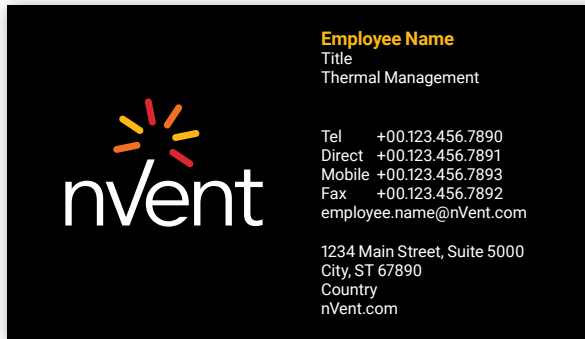 nVent
Employee Name
Title
Thermal Management
Tel +00.123.456.7890
Direct +00.123.456.7891
Mobile +00.123.456.7893
Fax +00.123.456.7892
employee.name@nVent.com
1234 Main Street, Suite 5000
City, ST 67890
Country
nVent.com